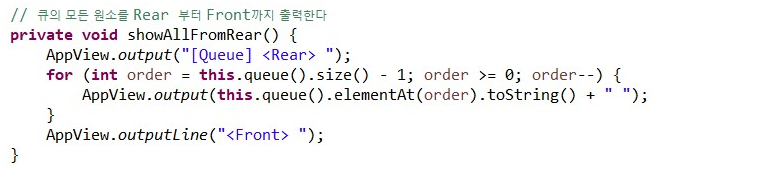 // 큐의 모든 원소를 Rear 부터 Front까지 출력한다
private void showAllFromRear() {
    AppView.output("[Queue] <Rear> ");
    for (int order = this.queue().size() - 1; order >= 0; order--) {
        AppView.output(this.queue().elementAt(order).toString() + " ");
    }
    AppView.outputLine("<Front> ");
}